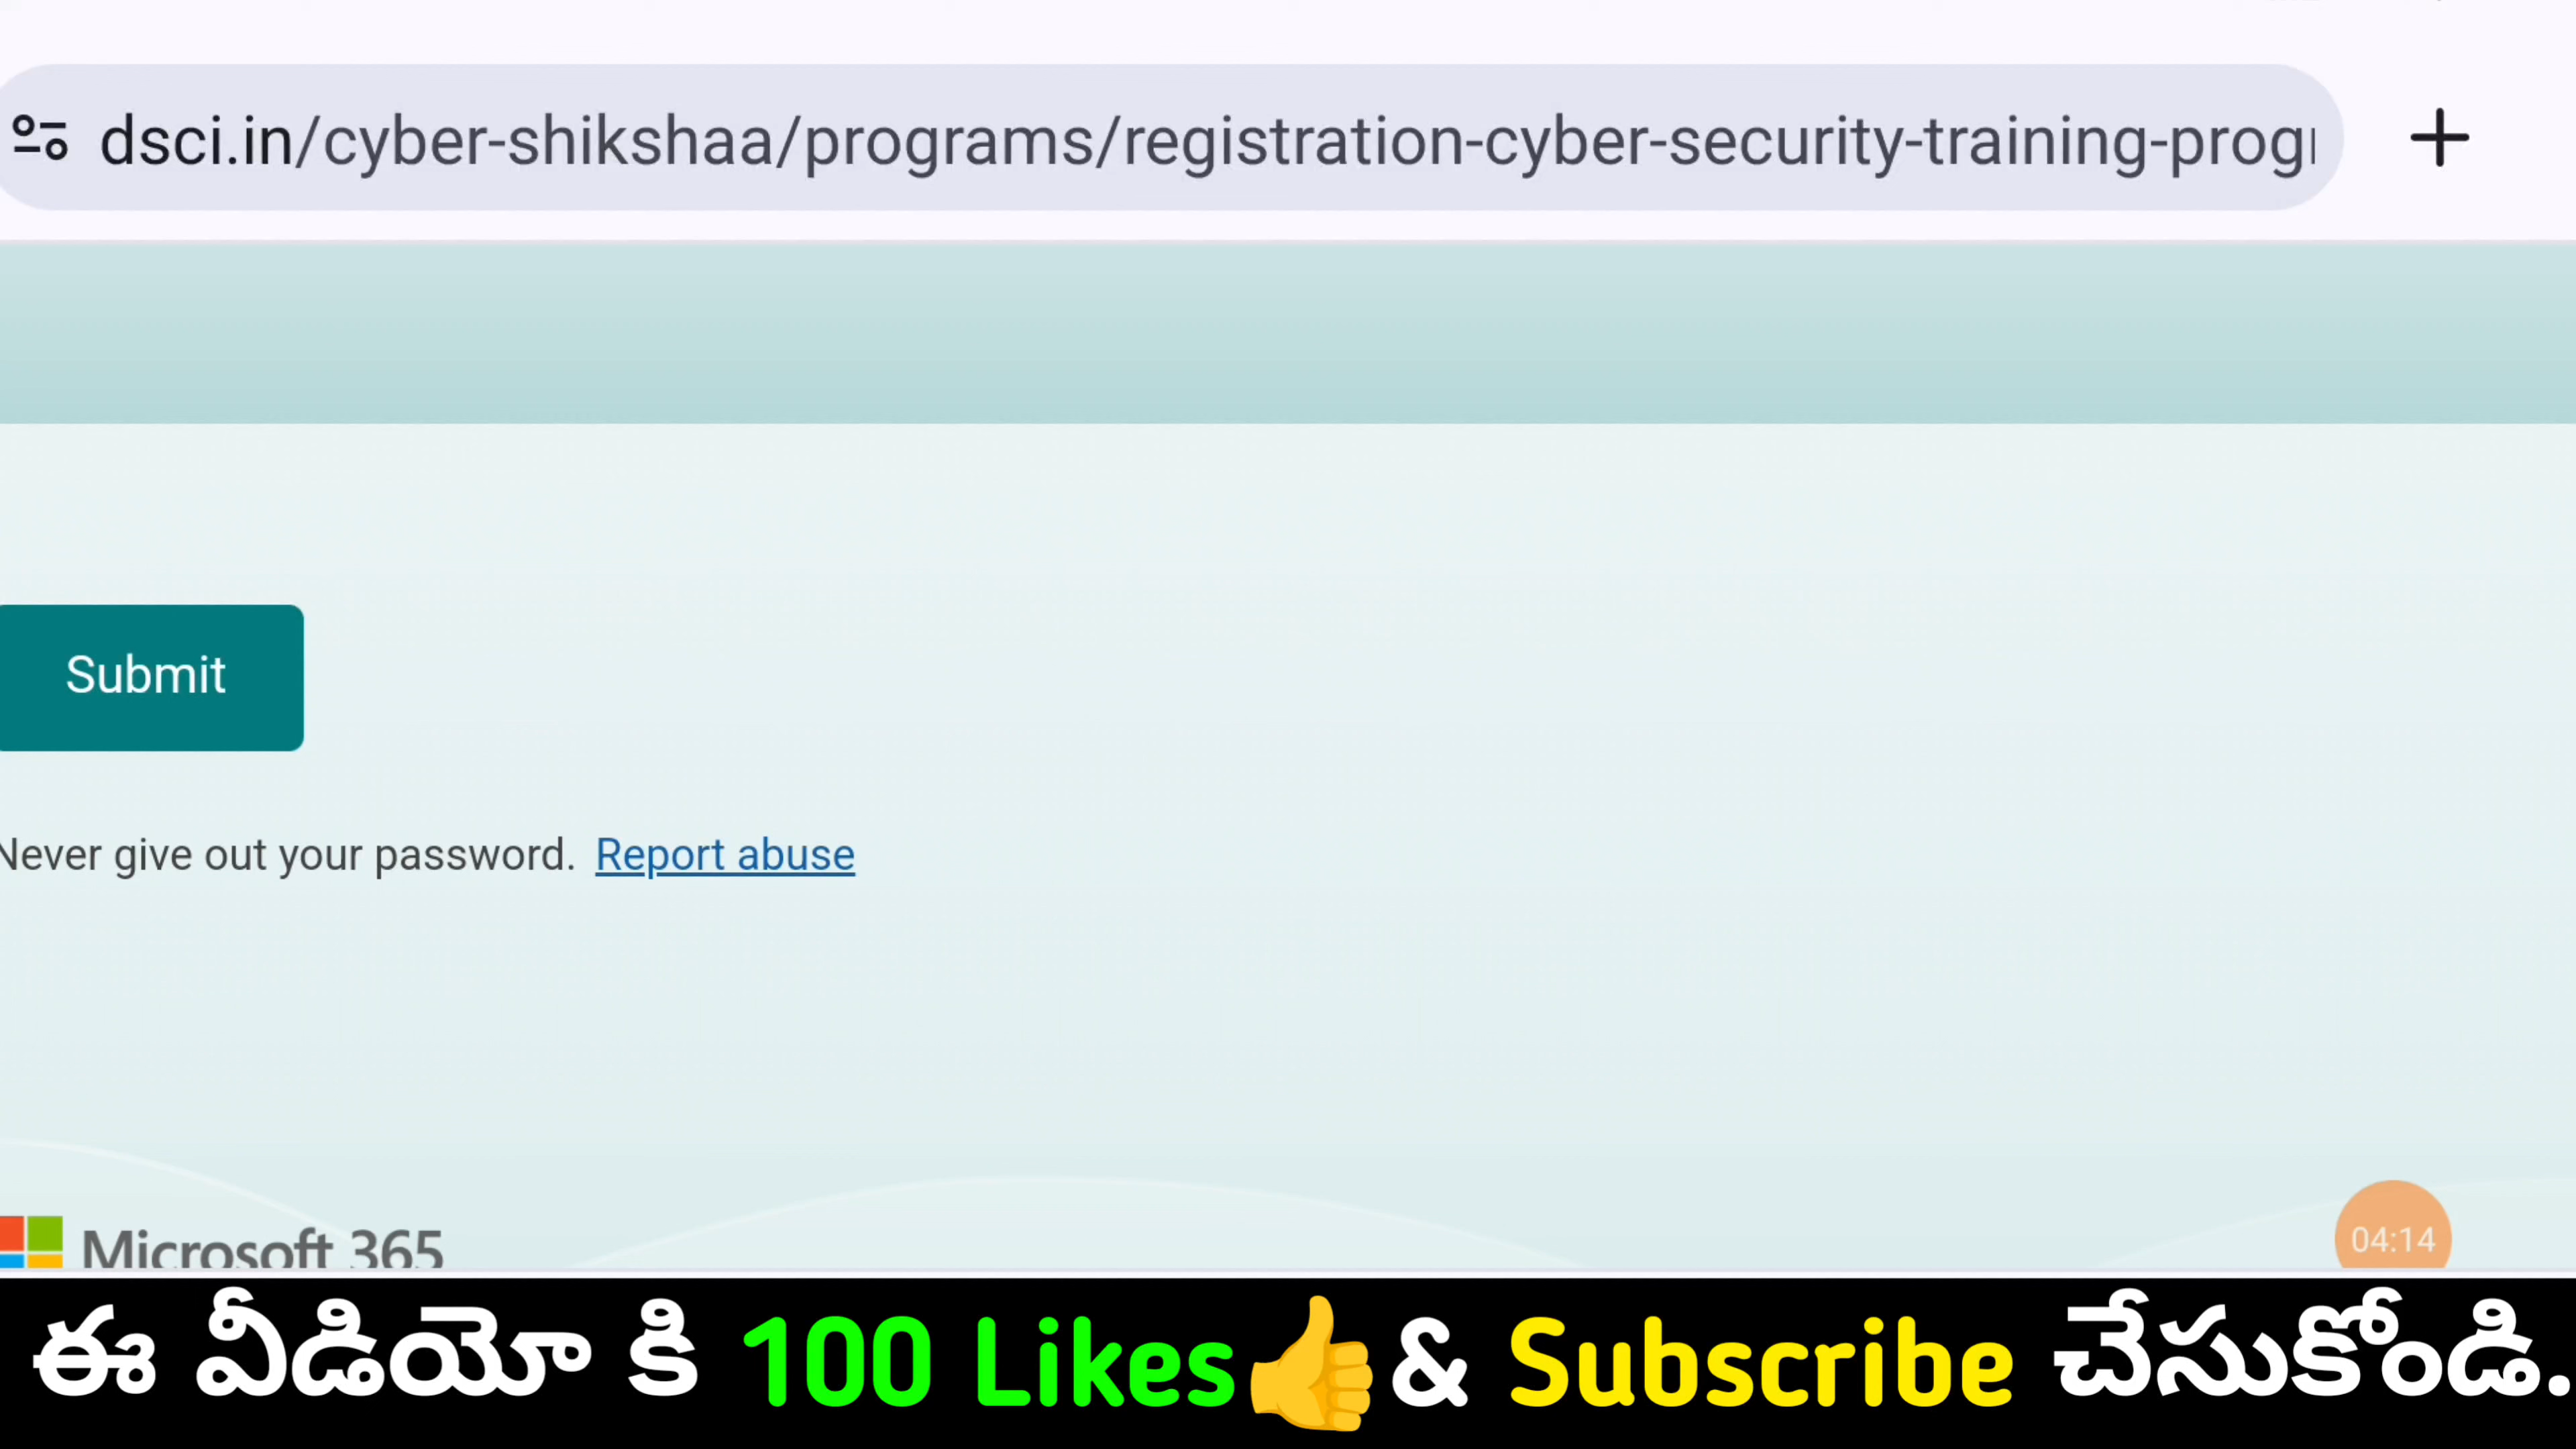 dsci.in/cyber-shikshaa/programs/registration-cyber-security-training-prog
Submit
Never give out your password. Report abuse
Microsoft 365
04:14
ఈ వీడియో కి 100 Likes👍& Subscribe చేసుకోండి.